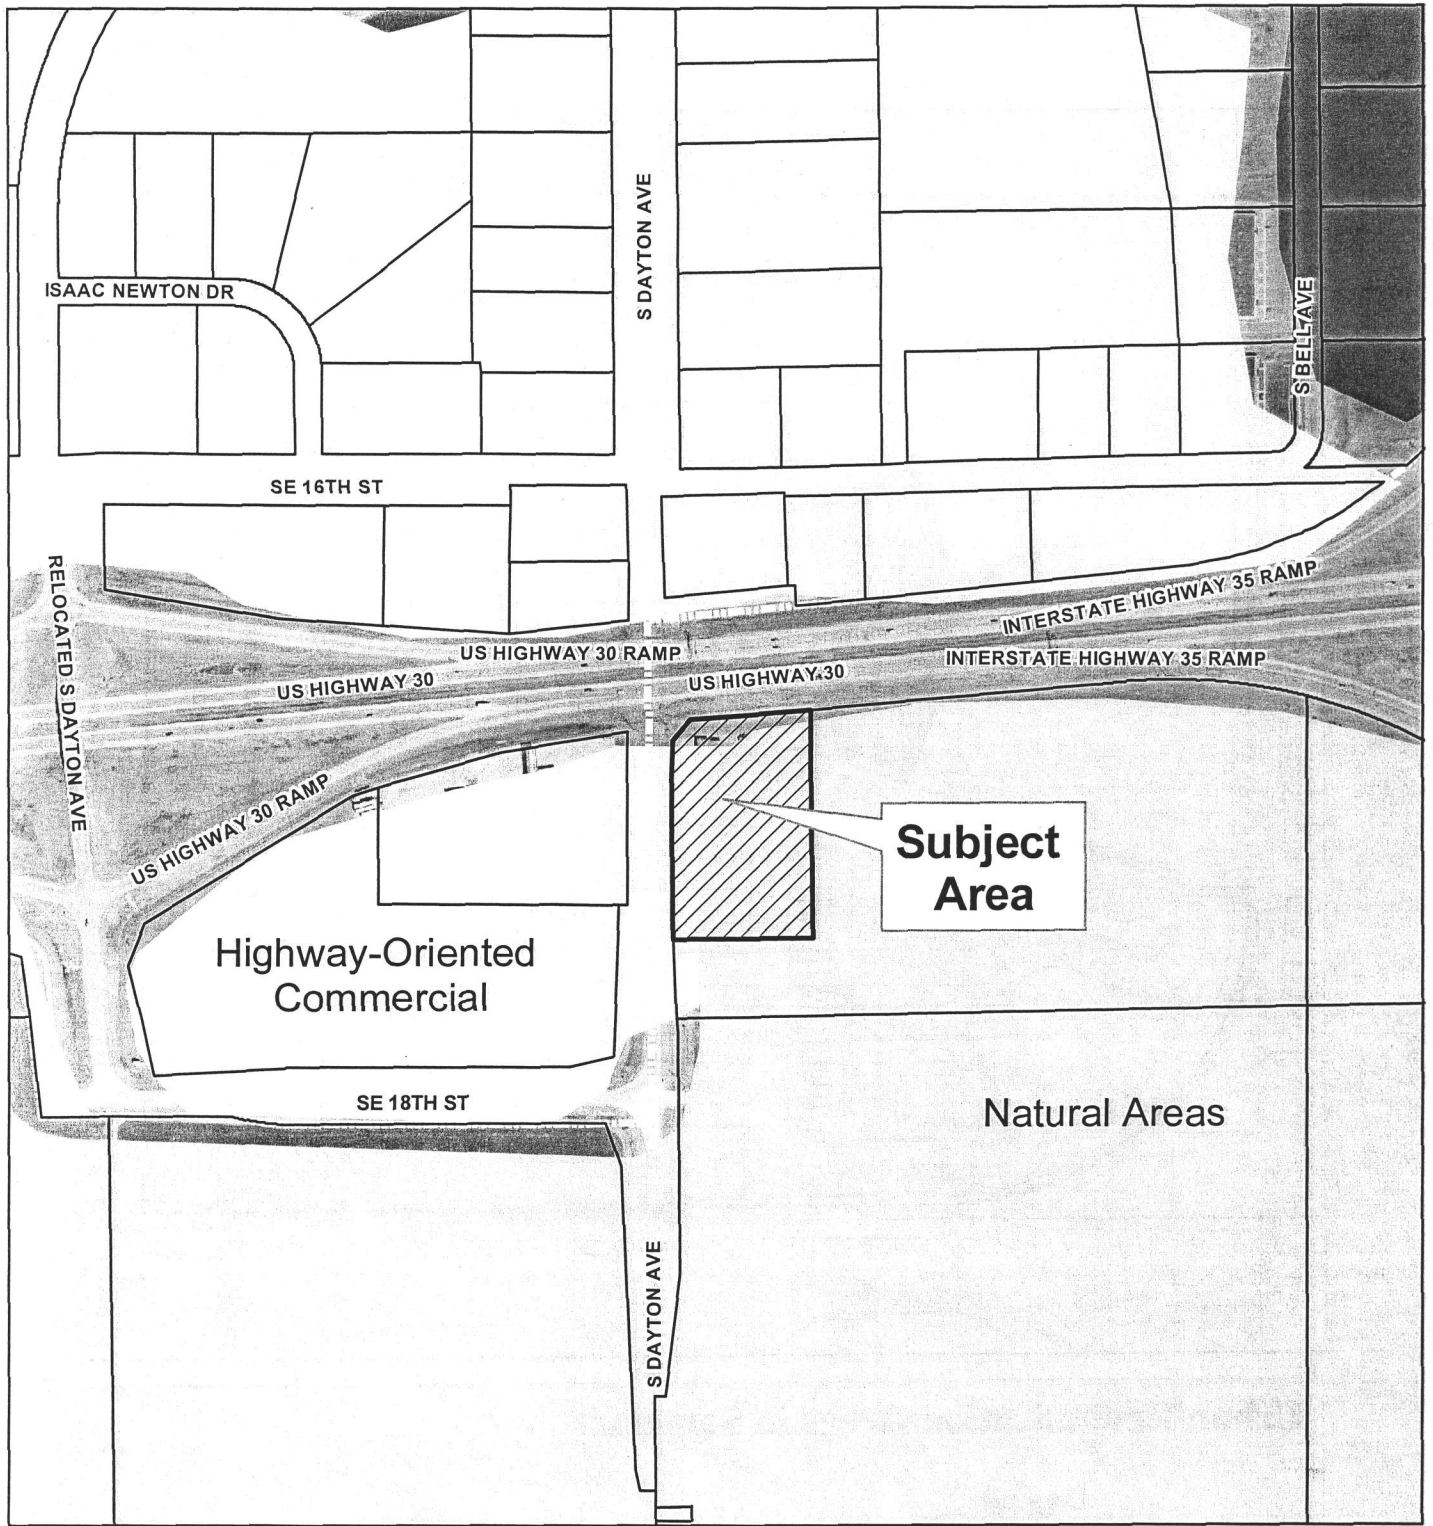 S DAYTON AVE
ISAAC NEWTON DR
S BELL AVE
SE 16TH ST
RELOCATED S DAYTON AVE
INTERSTATE HIGHWAY 35 RAMP
US HIGHWAY 30 RAMP
INTERSTATE HIGHWAY 35 RAMP
US HIGHWAY 30
US HIGHWAY 30
US HIGHWAY 30 RAMP
Subject
Area
Highway-Oriented
Commercial
SE 18TH ST
Natural Areas
S DAYTON AVE